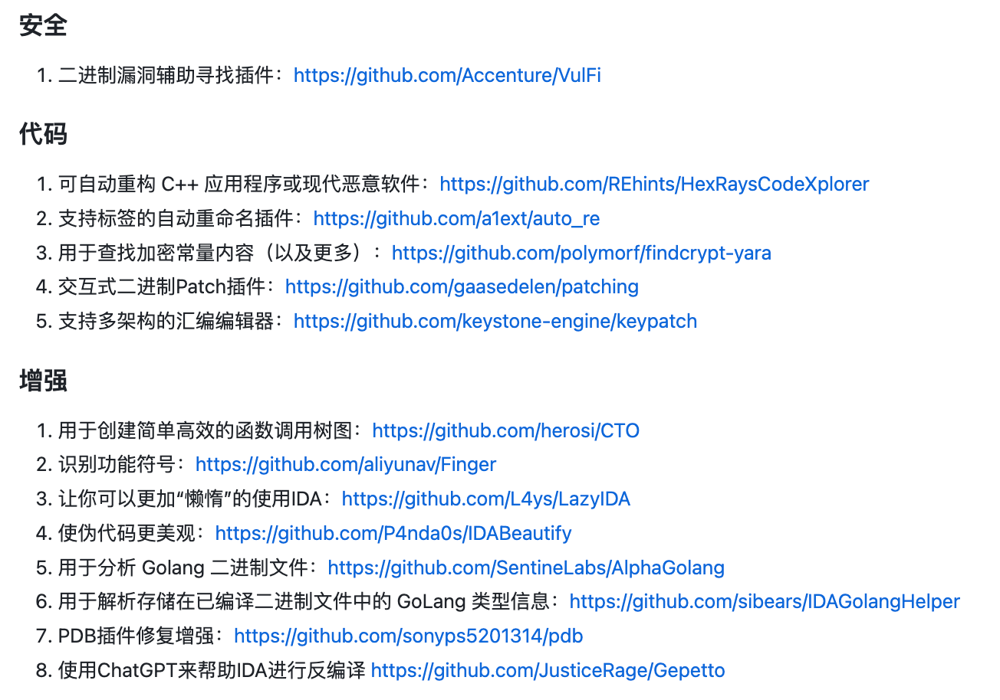 安全
1. 二进制漏洞辅助寻找插件：https://github.com/Accenture/VulFi
代码
1. 可自动重构 C++ 应用程序或现代恶意软件：https://github.com/REhints/HexRaysCodeXplorer
2. 支持标签的自动重命名插件：https://github.com/a1ext/auto_re
3. 用于查找加密常量内容（以及更多）：https://github.com/polymorf/findcrypt-yara
4. 交互式二进制Patch插件：https://github.com/gaasedelen/patching
5. 支持多架构的汇编编辑器：https://github.com/keystone-engine/keypatch
增强
1. 用于创建简单高效的函数调用树图：https://github.com/herosi/CTO
2. 识别功能符号：https://github.com/aliyunav/Finger
3. 让你可以更加“懒惰”的使用IDA：https://github.com/L4ys/LazyIDA
4. 使伪代码更美观：https://github.com/P4nda0s/IDABeautify
5. 用于分析 Golang 二进制文件：https://github.com/SentineLabs/AlphaGolang
6. 用于解析存储在已编译二进制文件中的 GoLang 类型信息：https://github.com/sibears/IDAGolangHelper
7. PDB插件修复增强：https://github.com/sonyps5201314/pdb
8. 使用ChatGPT来帮助IDA进行反编译 https://github.com/JusticeRage/Gepetto